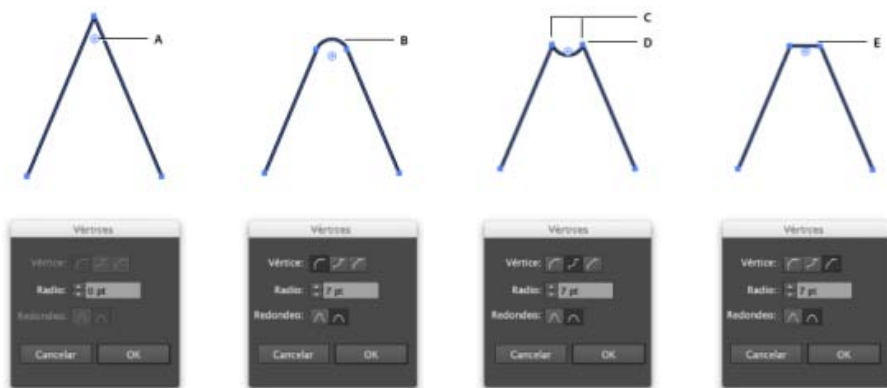 A
B
C
D
E
Vértices
Vértice:
Radio: 0 pt
Redondeo:
Cancelar OK
Vértices
Vértice:
Radio: 7 pt
Redondeo:
Cancelar OK
Vértices
Vértice:
Radio: 7 pt
Redondeo:
Cancelar OK
Vértices
Vértice:
Radio: 7 pt
Redondeo:
Cancelar OK